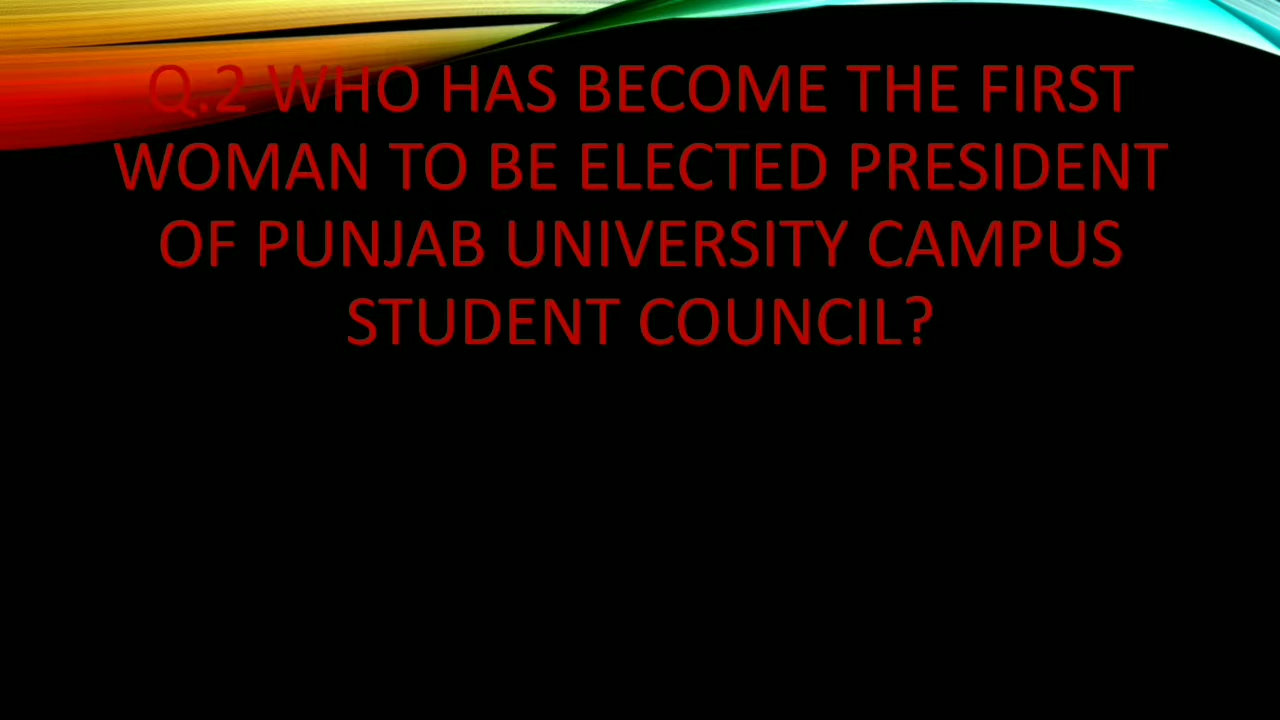 Q.2 WHO HAS BECOME THE FIRST
WOMAN TO BE ELECTED PRESIDENT
OF PUNJAB UNIVERSITY CAMPUS
STUDENT COUNCIL?